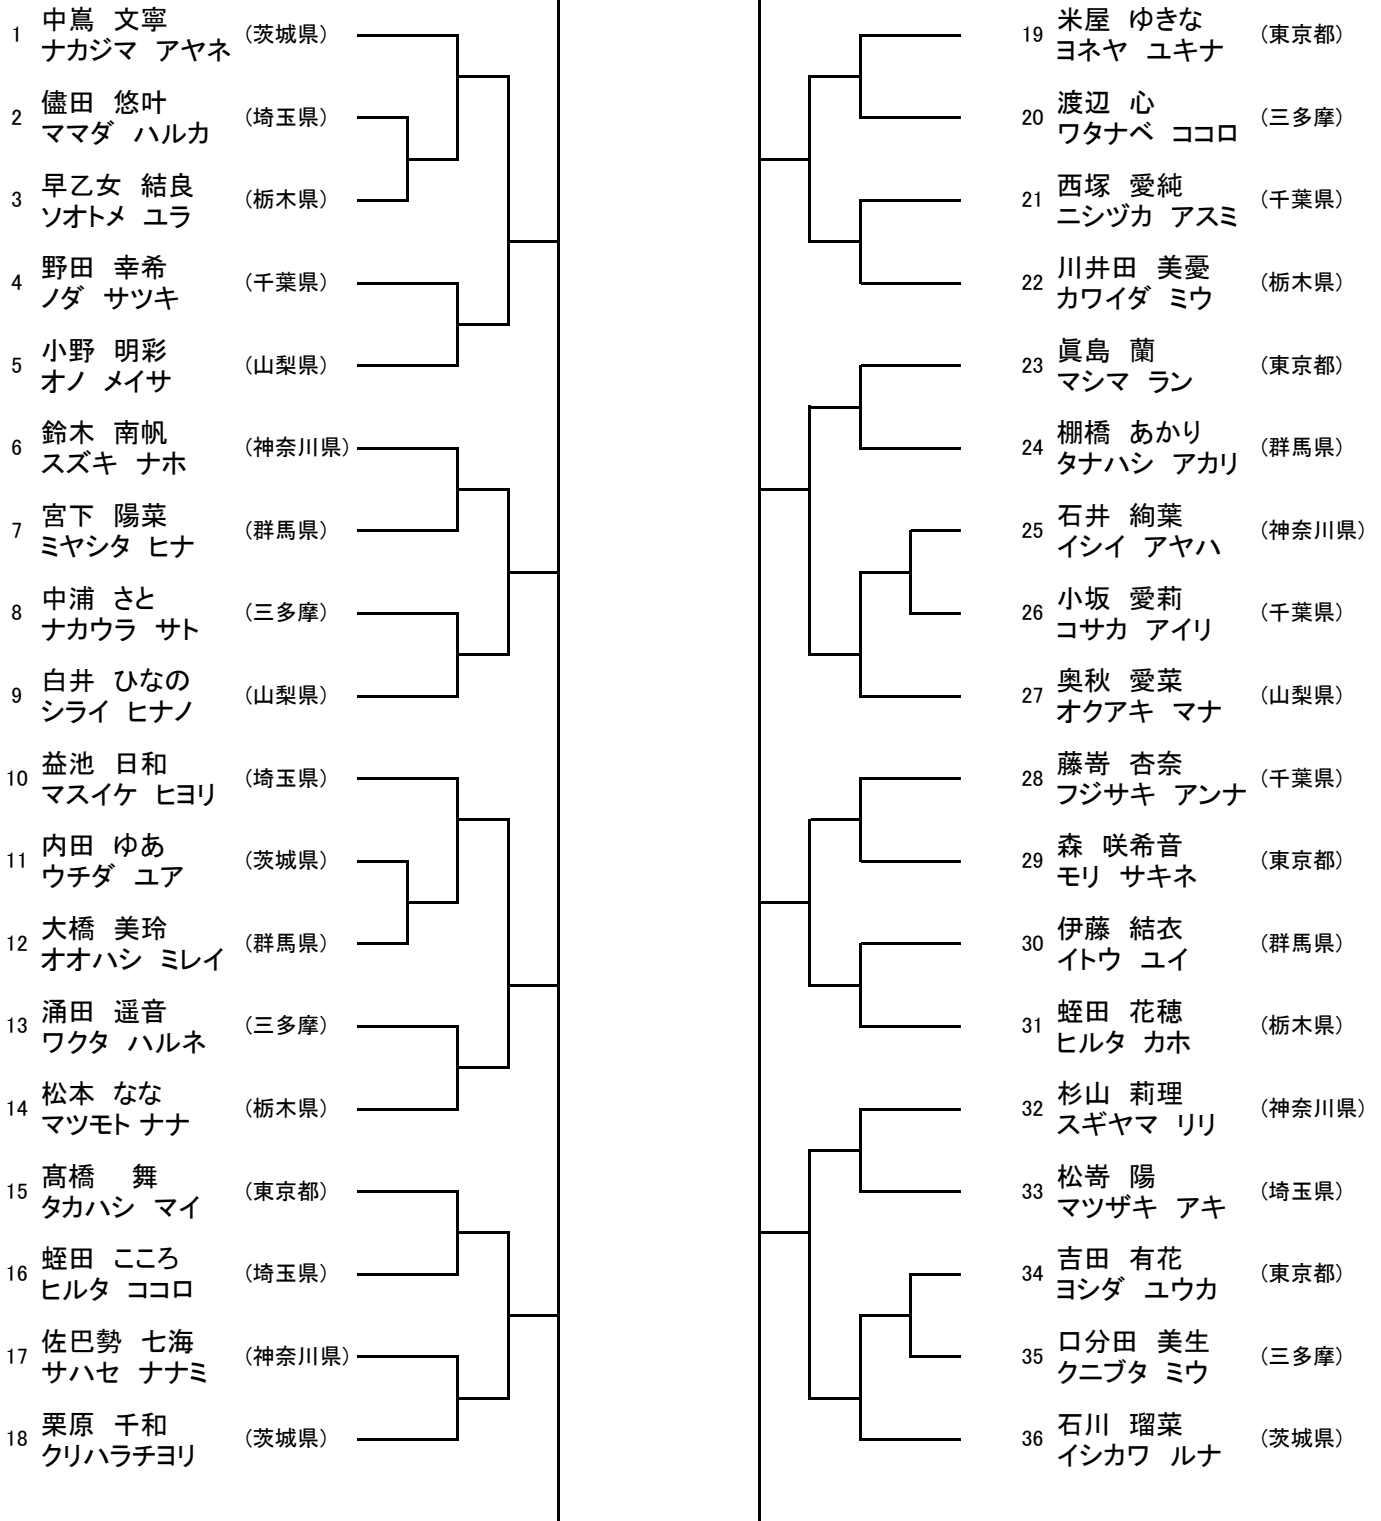 1 中嶌 文寧 (茨城県)
ナカジマ アヤネ
2 儘田 悠叶 (埼玉県)
ママダ ハルカ
3 早乙女 結良 (栃木県)
ソオトメ ユラ
4 野田 幸希 (千葉県)
ノダ サツキ
5 小野 明彩 (山梨県)
オノ メイサ
6 鈴木 南帆 (神奈川県)
スズキ ナホ
7 宮下 陽菜 (群馬県)
ミヤシタ ヒナ
8 中浦 さと (三多摩)
ナカウラ サト
9 白井 ひなの (山梨県)
シライ ヒナノ
10 益池 日和 (埼玉県)
マスイケ ヒヨリ
11 内田 ゆあ (茨城県)
ウチダ ユア
12 大橋 美玲 (群馬県)
オオハシ ミレイ
13 涌田 遥音 (三多摩)
ワクタ ハルネ
14 松本 なな (栃木県)
マツモト ナナ
15 髙橋 舞 (東京都)
タカハシ マイ
16 蛭田 こころ (埼玉県)
ヒルタ ココロ
17 佐巴勢 七海 (神奈川県)
サハセ ナナミ
18 栗原 千和 (茨城県)
クリハラチヨリ
19 米屋 ゆきな (東京都)
ヨネヤ ユキナ
20 渡辺 心 (三多摩)
ワタナベ ココロ
21 西塚 愛純 (千葉県)
ニシヅカ アスミ
22 川井田 美憂 (栃木県)
カワイダ ミウ
23 眞島 蘭 (東京都)
マシマ ラン
24 棚橋 あかり (群馬県)
タナハシ アカリ
25 石井 絢葉 (神奈川県)
イシイ アヤハ
26 小坂 愛莉 (千葉県)
コサカ アイリ
27 奥秋 愛菜 (山梨県)
オクアキ マナ
28 藤嵜 杏奈 (千葉県)
フジサキ アンナ
29 森 咲希音 (東京都)
モリ サキネ
30 伊藤 結衣 (群馬県)
イトウ ユイ
31 蛭田 花穂 (栃木県)
ヒルタ カホ
32 杉山 莉理 (神奈川県)
スギヤマ リリ
33 松嵜 陽 (埼玉県)
マツザキ アキ
34 吉田 有花 (東京都)
ヨシダ ユウカ
35 口分田 美生 (三多摩)
クニブタ ミウ
36 石川 瑠菜 (茨城県)
イシカワ ルナ